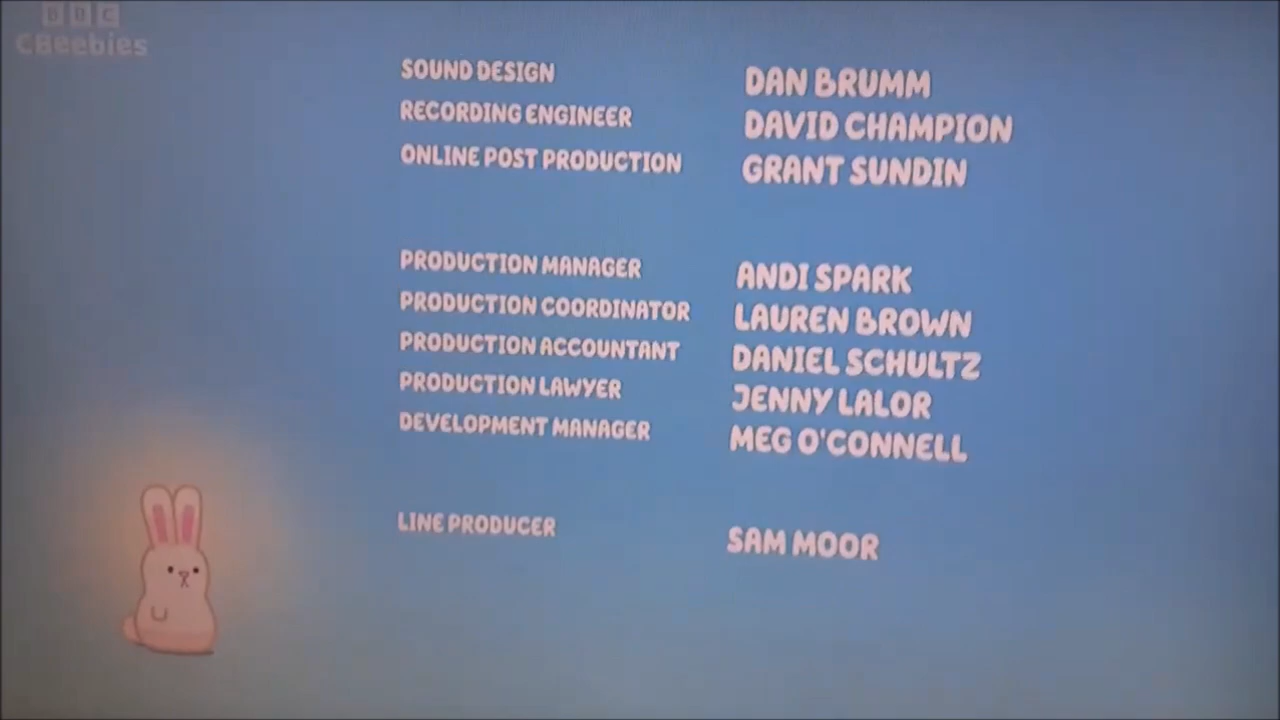 BBC
CBeebies
SOUND DESIGN DAN BRUMM
RECORDING ENGINEER DAVID CHAMPION
ONLINE POST PRODUCTION GRANT SUNDIN
PRODUCTION MANAGER ANDI SPARK
PRODUCTION COORDINATOR LAUREN BROWN
PRODUCTION ACCOUNTANT DANIEL SCHULTZ
PRODUCTION LAWYER JENNY LALOR
DEVELOPMENT MANAGER MEG O'CONNELL
LINE PRODUCER SAM MOOR